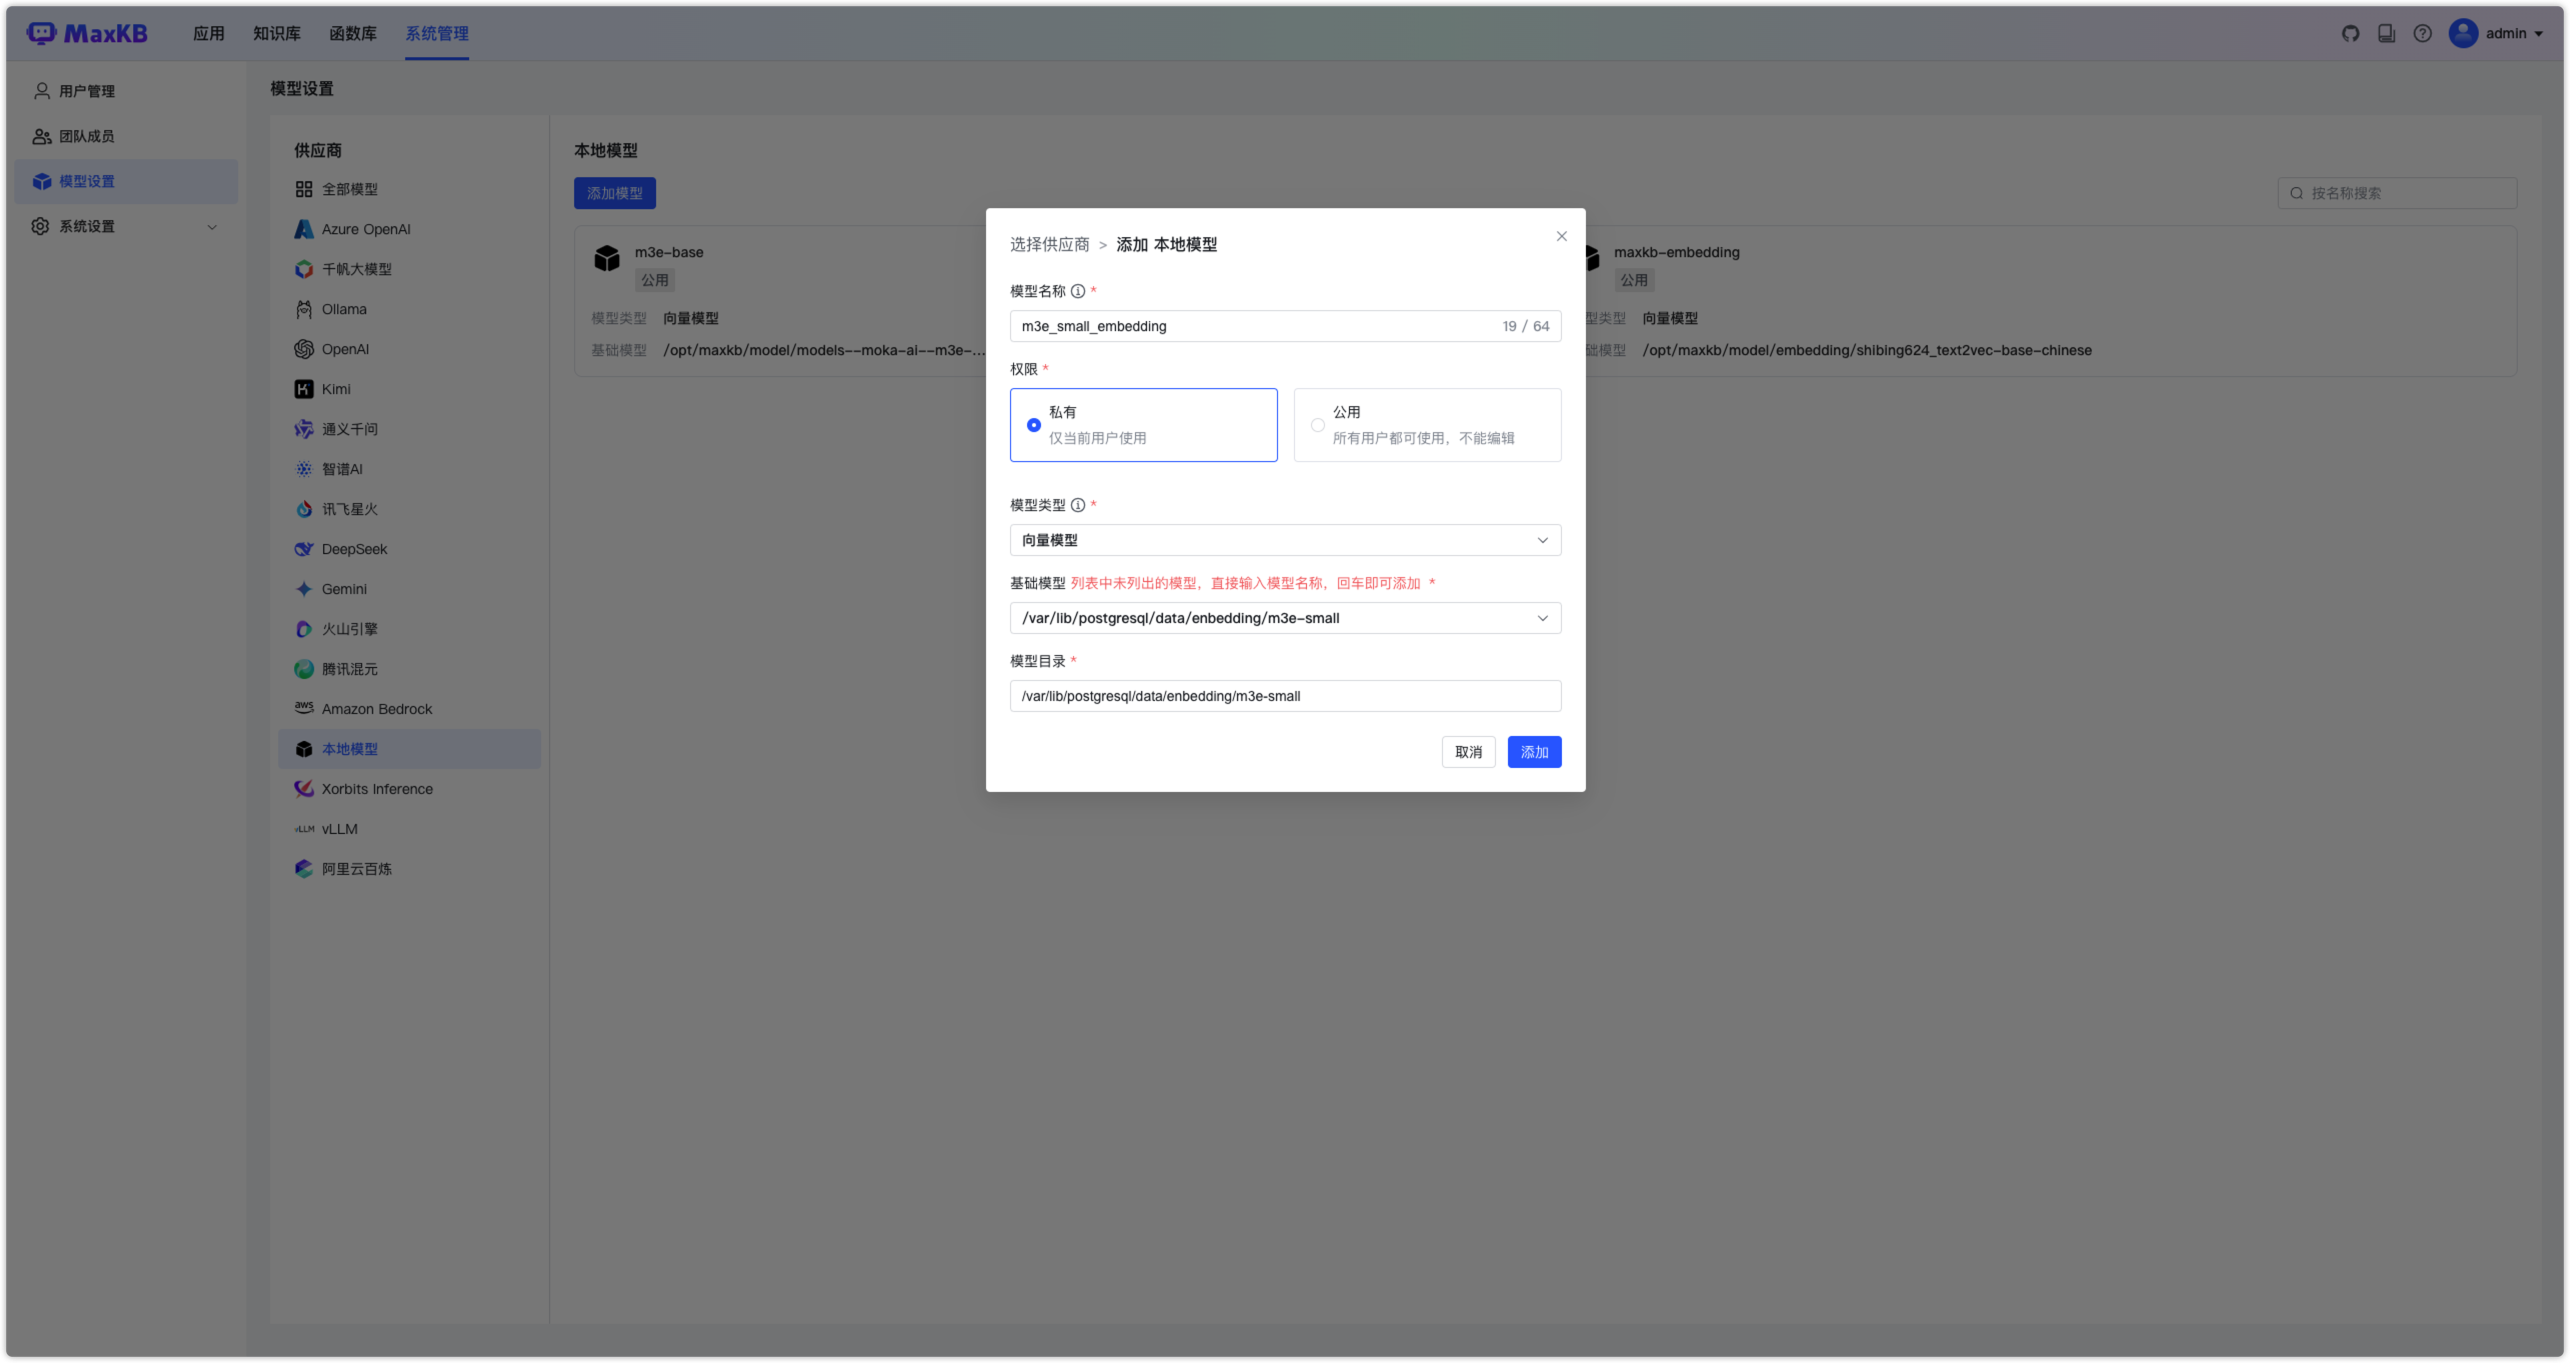 MaxKB
应用
知识库
函数库
系统管理
admin
用户管理
团队成员
模型设置
系统设置
模型设置
供应商
全部模型
Azure OpenAI
千帆大模型
Ollama
OpenAI
Kimi
通义千问
智谱AI
讯飞星火
DeepSeek
Gemini
火山引擎
腾讯混元
aws Amazon Bedrock
本地模型
Xorbits Inference
vLLM vLLM
阿里云百炼
本地模型
添加模型
按名称搜索
m3e-base
公用
模型类型 向量模型
基础模型 /opt/maxkb/model/models--moka-ai--m3e-...
maxkb-embedding
公用
型类型 向量模型
础模型 /opt/maxkb/model/embedding/shibing624_text2vec-base-chinese
选择供应商 > 添加 本地模型
模型名称 *
m3e_small_embedding 19 / 64
权限 *
私有
仅当前用户使用
公用
所有用户都可使用，不能编辑
模型类型 *
向量模型
基础模型 列表中未列出的模型，直接输入模型名称，回车即可添加 *
/var/lib/postgresql/data/enbedding/m3e-small
模型目录 *
/var/lib/postgresql/data/enbedding/m3e-small
取消
添加